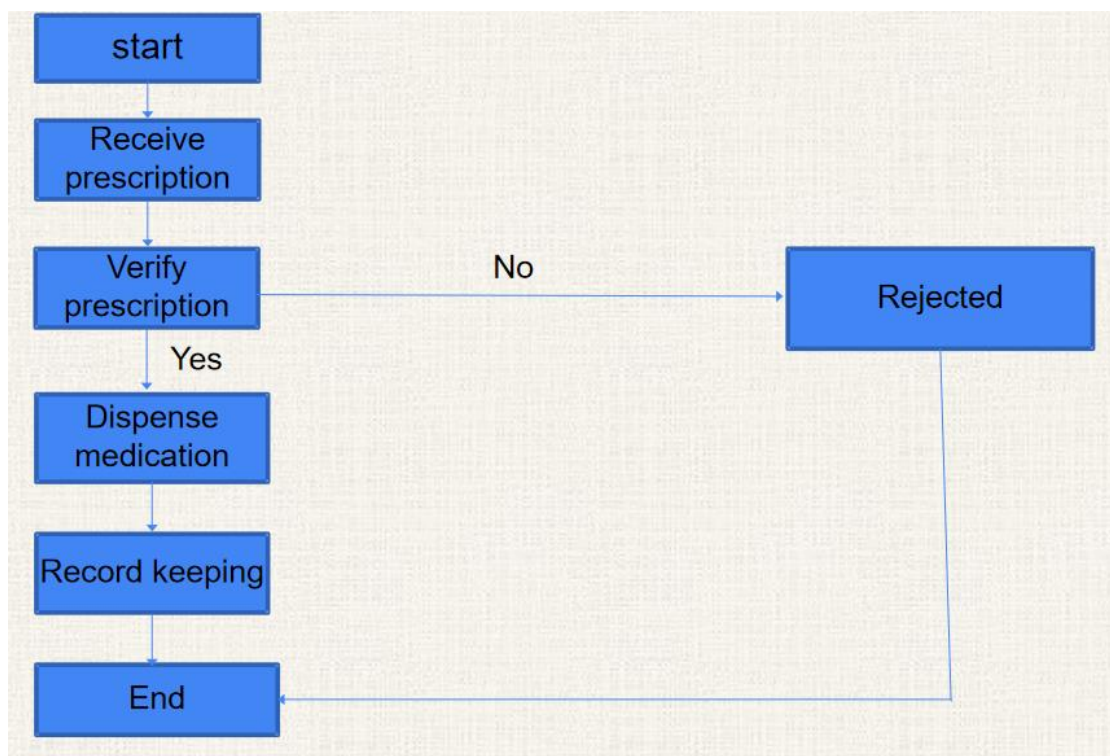 start
Receive
prescription
Verify
prescription
No
Rejected
Yes
Dispense
medication
Record keeping
End